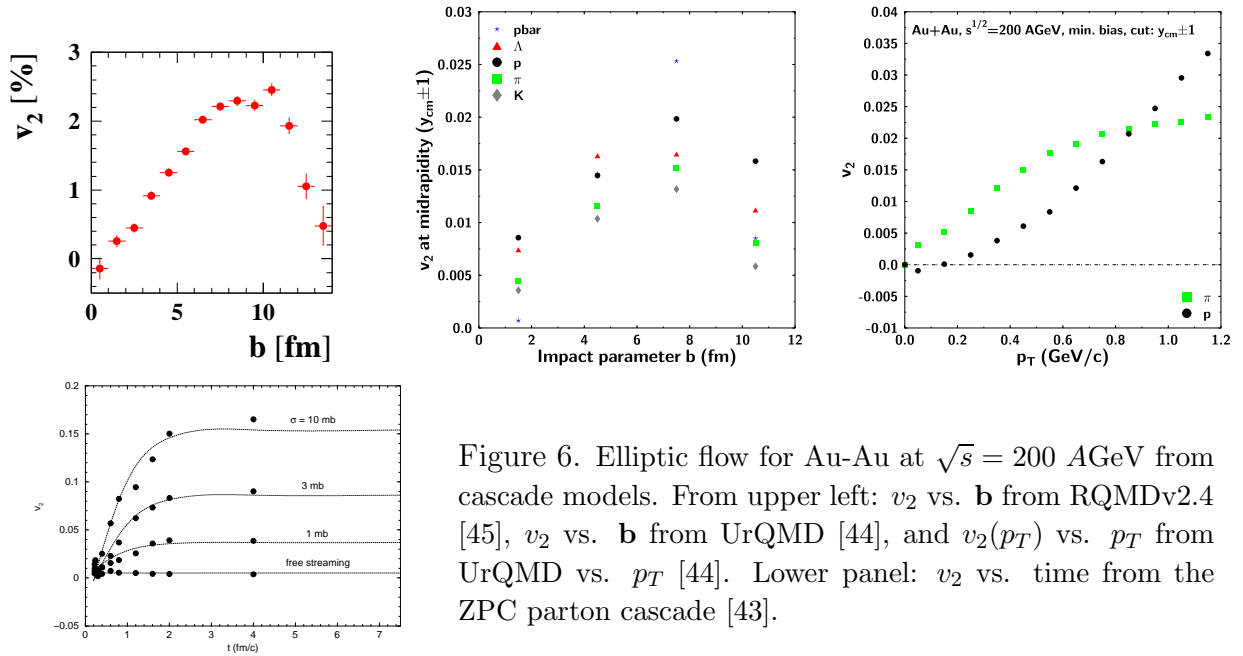 v2 [%]
3
2
1
0
0
5
10
b [fm]
v2 at midrapidity (ycm±1)
0.03
0.025
0.02
0.015
0.01
0.005
0.0
pbar
Λ
p
π
K
0
2
4
6
8
10
12
Impact parameter b (fm)
v2
0.040
0.035
0.030
0.025
0.020
0.015
0.010
0.005
0.0
-0.005
-0.01
Au+Au, s^1/2=200 AGeV, min. bias, cut: ycm±1
π
p
0.0
0.2
0.4
0.6
0.8
1.0
1.2
pT (GeV/c)
v2
0.2
0.15
0.1
0.05
0
−0.05
σ = 10 mb
3 mb
1 mb
free streaming
0
1
2
3
4
5
6
7
t (fm/c)
Figure 6. Elliptic flow for Au-Au at √s = 200 AGeV from
cascade models. From upper left: v2 vs. b from RQMDv2.4
[45], v2 vs. b from UrQMD [44], and v2(pT) vs. pT from
UrQMD vs. pT [44]. Lower panel: v2 vs. time from the
ZPC parton cascade [43].